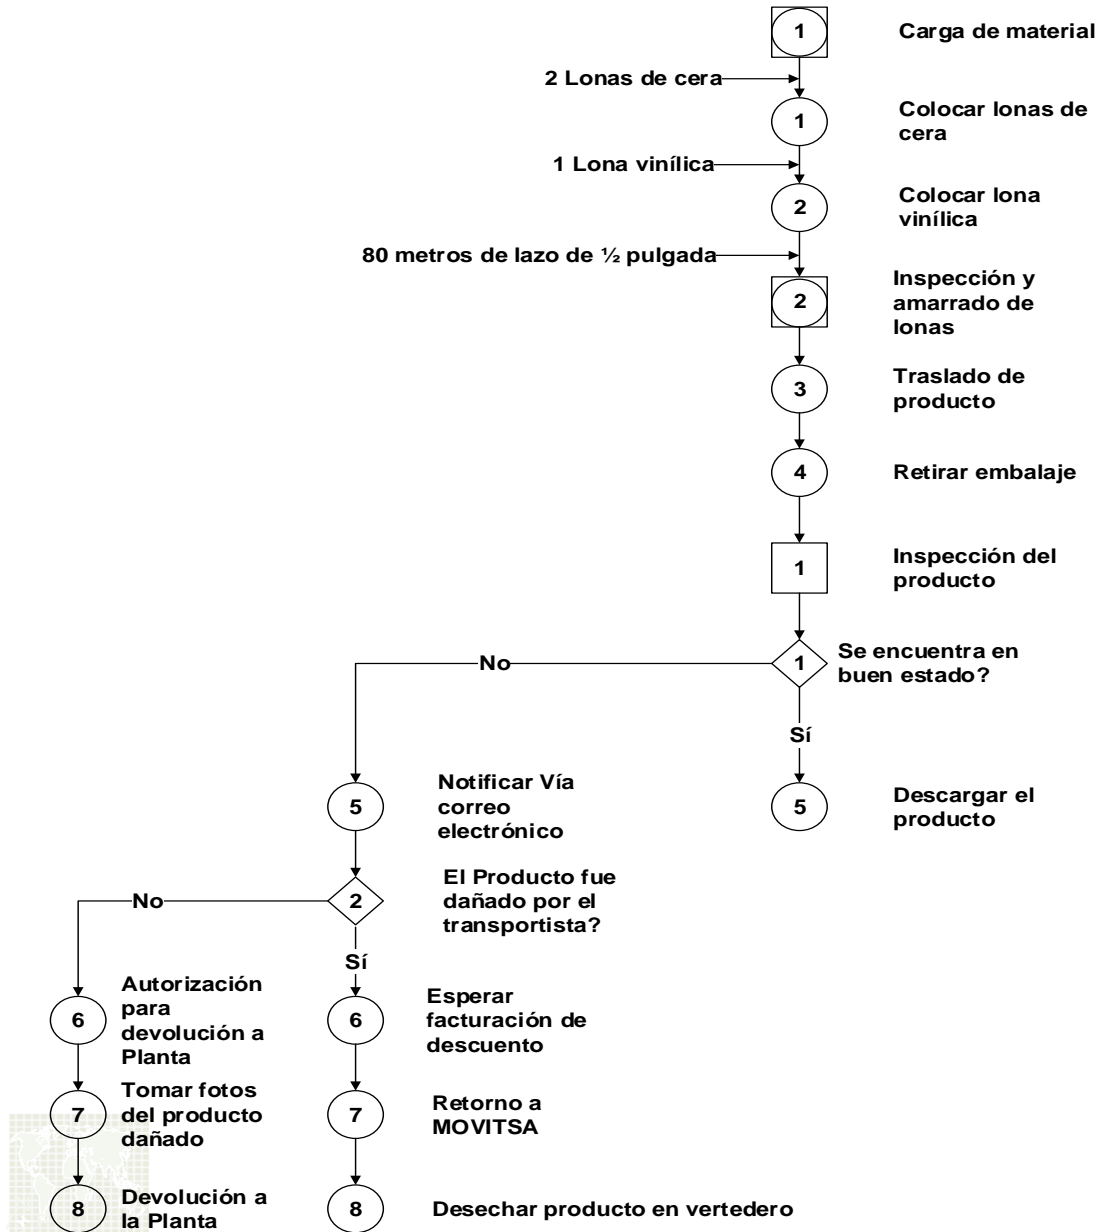 1 Carga de material
2 Lonas de cera
1 Colocar lonas de
cera
1 Lona vinílica
2 Colocar lona
vinílica
80 metros de lazo de ½ pulgada
2 Inspección y
amarrado de
lonas
3 Traslado de
producto
4 Retirar embalaje
1 Inspección del
producto
1 Se encuentra en
buen estado?
No
Sí
5 Descargar el
producto
5 Notificar Vía
correo
electrónico
2 El Producto fue
dañado por el
transportista?
No
Sí
6 Autorización
para
devolución a
Planta
7 Tomar fotos
del producto
dañado
8 Devolución a
la Planta
6 Esperar
facturación de
descuento
7 Retorno a
MOVITSA
8 Desechar producto en vertedero